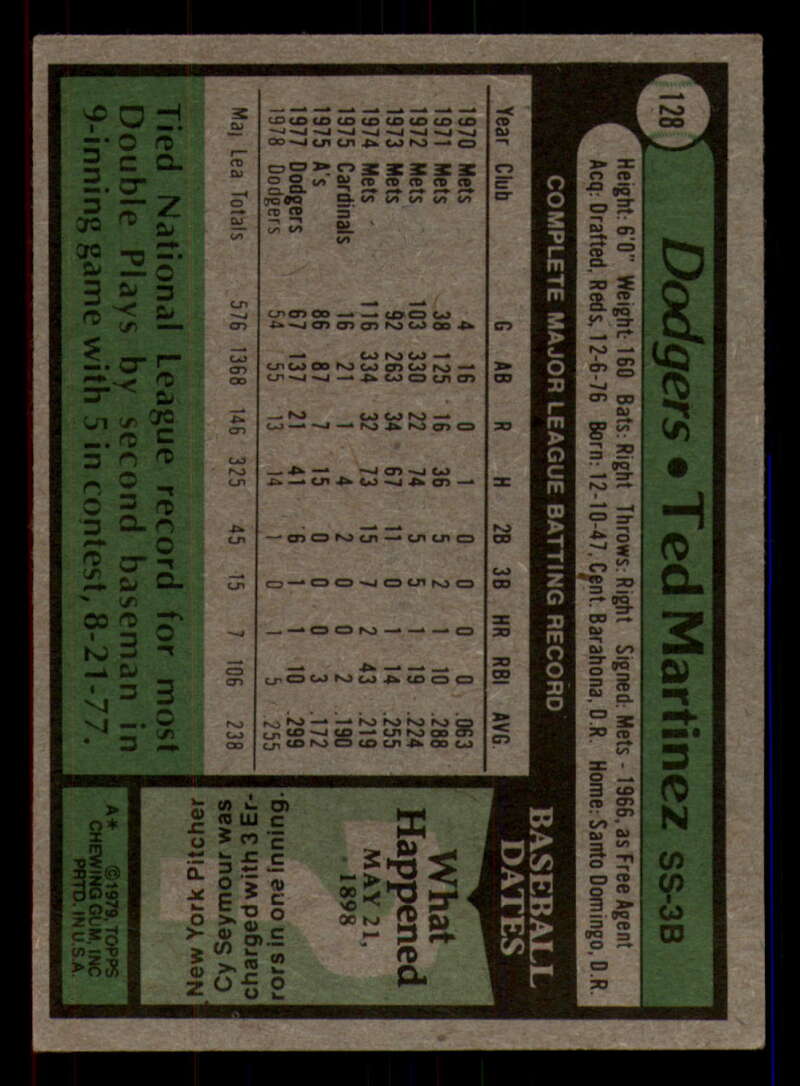 128
Dodgers • Ted Martinez SS-3B
Height: 6'0" Weight: 160 Bats: Right Throws: Right Signed: Mets - 1966, as Free Agent
Acq: Drafted, Reds, 12-6-76 Born: 12-10-47, Cent. Barahona, D.R. Home: Santo Domingo, D.R.
COMPLETE MAJOR LEAGUE BATTING RECORD
Year Club G AB R H 2B 3B HR RBI AVG.
1970 Mets 4 16 0 1 0 0 0 0 .063
1971 Mets 38 125 16 36 5 2 1 10 .288
1972 Mets 103 330 22 74 5 5 1 19 .224
1973 Mets 92 263 34 67 11 0 1 14 .255
1974 Mets 116 334 32 73 15 7 2 43 .219
1975 Cardinals 16 21 1 4 2 0 0 2 .190
1975 A's 86 87 7 15 0 0 0 3 .172
1977 Dodgers 67 137 21 41 6 1 1 10 .299
1978 Dodgers 54 55 13 14 1 0 1 5 .255
Maj Lea Totals 576 1368 146 325 45 15 7 106 238
Tied National League record for most
Double Plays by second baseman in
9-inning game with 5 in contest, 8-21-77.
BASEBALL
DATES
What
Happened
MAY 21,
1898
New York Pitcher
Cy Seymour was
charged with 3 Er-
rors in one inning.
A* ©1979, TOPPS
CHEWING GUM, INC
PRTD. IN U.S.A.